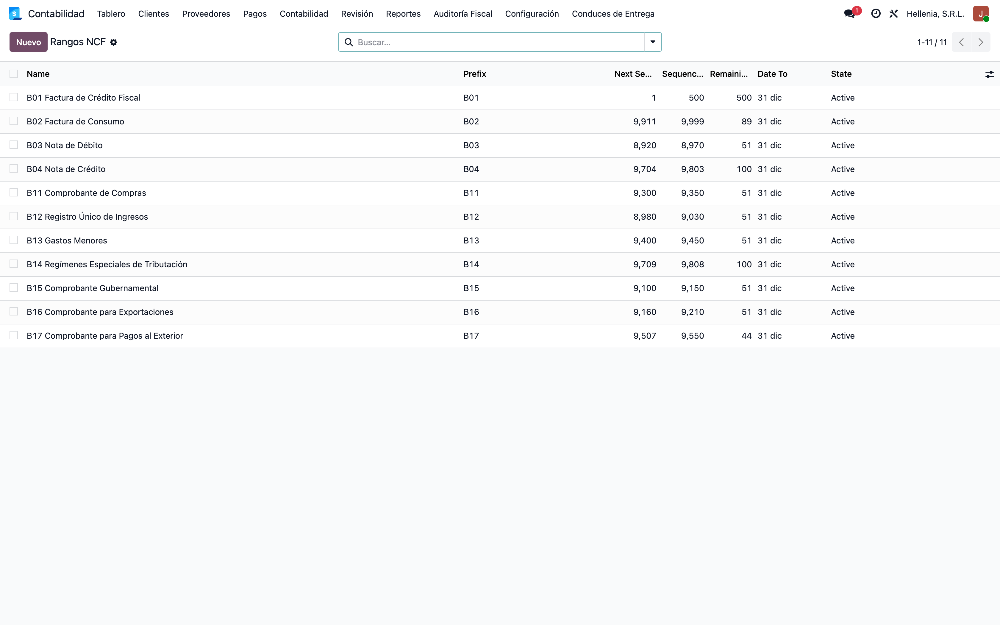 Contabilidad Tablero Clientes Proveedores Pagos Contabilidad Revisión Reportes Auditoría Fiscal Configuración Conduces de Entrega 1 Hellenia, S.R.L. J
Nuevo Rangos NCF Buscar... 1-11 / 11
Name Prefix Next Se... Sequenc... Remaini... Date To State
B01 Factura de Crédito Fiscal B01 1 500 500 31 dic Active
B02 Factura de Consumo B02 9,911 9,999 89 31 dic Active
B03 Nota de Débito B03 8,920 8,970 51 31 dic Active
B04 Nota de Crédito B04 9,704 9,803 100 31 dic Active
B11 Comprobante de Compras B11 9,300 9,350 51 31 dic Active
B12 Registro Único de Ingresos B12 8,980 9,030 51 31 dic Active
B13 Gastos Menores B13 9,400 9,450 51 31 dic Active
B14 Regímenes Especiales de Tributación B14 9,709 9,808 100 31 dic Active
B15 Comprobante Gubernamental B15 9,100 9,150 51 31 dic Active
B16 Comprobante para Exportaciones B16 9,160 9,210 51 31 dic Active
B17 Comprobante para Pagos al Exterior B17 9,507 9,550 44 31 dic Active